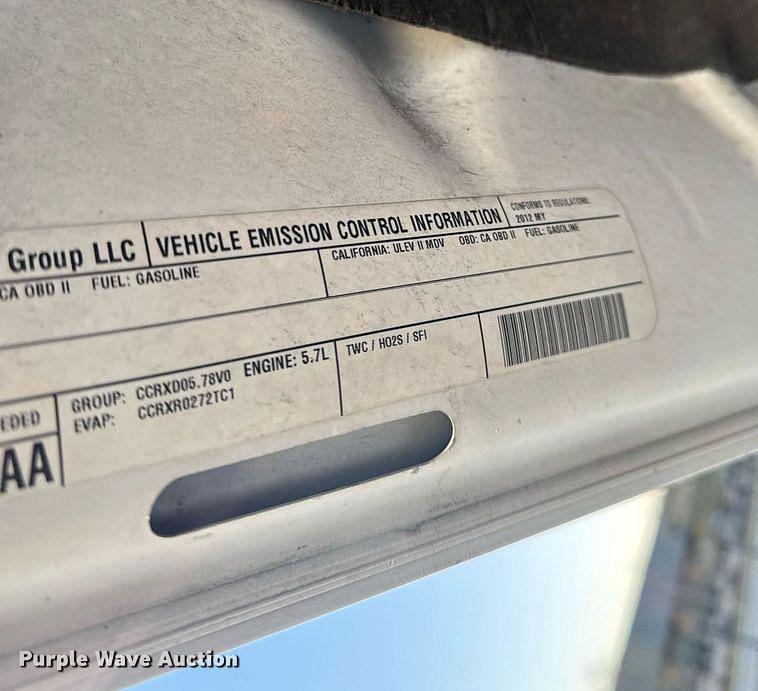 Group LLC
VEHICLE EMISSION CONTROL INFORMATION
CONFORMS TO REGULATIONS:
2012 MY
CA OBD II FUEL: GASOLINE
CALIFORNIA: ULEV II MDV OBD: CA OBD II FUEL: GASOLINE
EDED
AA
GROUP: CCRXD05.78V0
EVAP: CCRXR0272TC1
ENGINE: 5.7L
TWC / HO2S / SFI
Purple Wave Auction